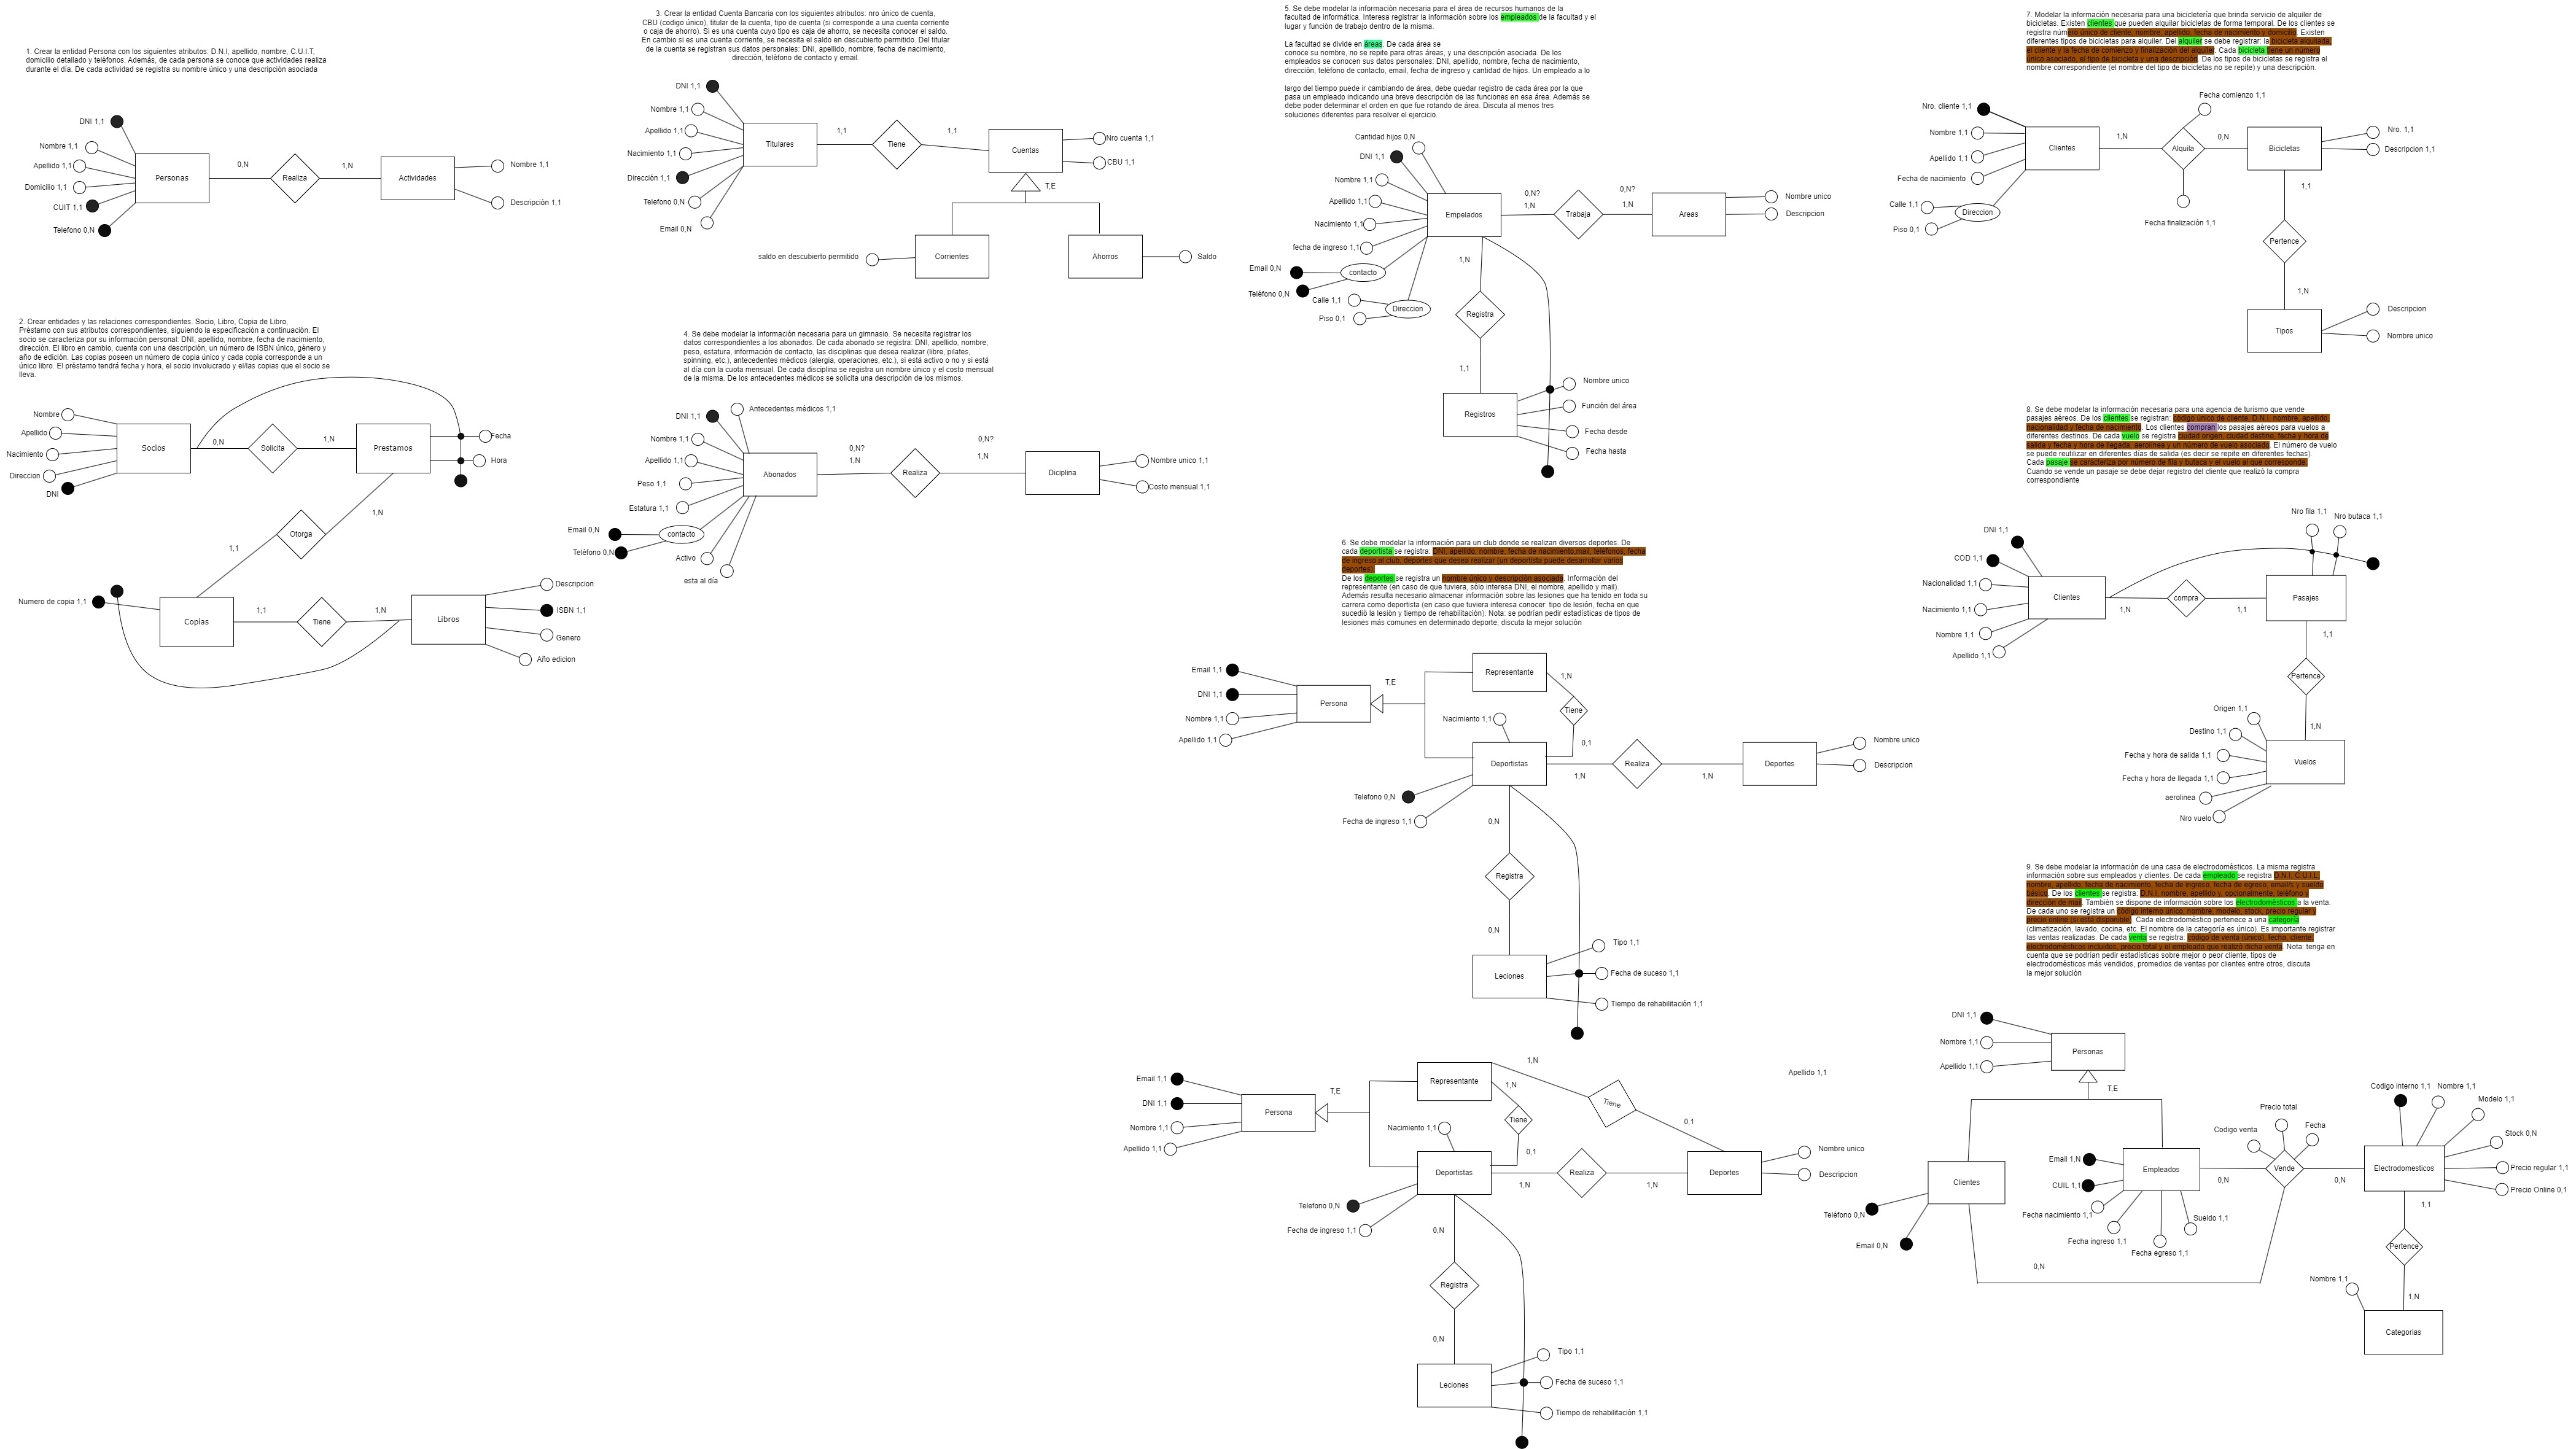 1. Crear la entidad Persona con los siguientes atributos: D.N.I, apellido, nombre, C.U.I.T,
domicilio detallado y teléfonos. Además, de cada persona se conoce que actividades realiza
durante el día. De cada actividad se registra su nombre único y una descripción asociada
DNI 1,1
Nombre 1,1
Apellido 1,1
Domicilio 1,1
CUIT 1,1
Telefono 0,N
Personas
0,N
Realiza
1,N
Actividades
Nombre 1,1
Descripción 1,1
2. Crear entidades y las relaciones correspondientes. Socio, Libro, Copia de Libro,
Préstamo con sus atributos correspondientes, siguiendo la especificación a continuación. El
socio se caracteriza por su información personal: DNI, apellido, nombre, fecha de nacimiento,
dirección. El libro en cambio, cuenta con una descripción, un número de ISBN único, género y
año de edición. Las copias poseen un número de copia único y cada copia corresponde a un
único libro. El préstamo tendrá fecha y hora, el socio involucrado y el/las copias que el socio se
lleva.
Nombre
Apellido
Nacimiento
Direccion
DNI
Socios
0,N
Solicita
1,N
Prestamos
Fecha
Hora
1,N
Otorga
1,1
Numero de copia 1,1
Copias
1,1
Tiene
1,N
Libros
Descripcion
ISBN 1,1
Genero
Año edicion
3. Crear la entidad Cuenta Bancaria con los siguientes atributos: nro único de cuenta,
CBU (codigo único), titular de la cuenta, tipo de cuenta (si corresponde a una cuenta corriente
o caja de ahorro). Si es una cuenta cuyo tipo es caja de ahorro, se necesita conocer el saldo.
En cambio si es una cuenta corriente, se necesita el saldo en descubierto permitido. Del titular
de la cuenta se registran sus datos personales: DNI, apellido, nombre, fecha de nacimiento,
dirección, teléfono de contacto y email.
DNI 1,1
Nombre 1,1
Apellido 1,1
Nacimiento 1,1
Dirección 1,1
Telefono 0,N
Email 0,N
Titulares
1,1
Tiene
1,1
Cuentas
Nro cuenta 1,1
CBU 1,1
T,E
saldo en descubierto permitido
Corrientes
Ahorros
Saldo
4. Se debe modelar la información necesaria para un gimnasio. Se necesita registrar los
datos correspondientes a los abonados. De cada abonado se registra: DNI, apellido, nombre,
peso, estatura, información de contacto, las disciplinas que desea realizar (libre, pilates,
spinning, etc.), antecedentes médicos (alergia, operaciones, etc.), si está activo o no y si está
al día con la cuota mensual. De cada disciplina se registra un nombre único y el costo mensual
de la misma. De los antecedentes médicos se solicita una descripción de los mismos.
DNI 1,1
Antecedentes médicos 1,1
Nombre 1,1
Apellido 1,1
Peso 1,1
Estatura 1,1
Email 0,N
contacto
Teléfono 0,N
Activo
esta al día
Abonados
0,N?
1,N
Realiza
0,N?
1,N
Diciplina
Nombre unico 1,1
Costo mensual 1,1
5. Se debe modelar la información necesaria para el área de recursos humanos de la
facultad de informática. Interesa registrar la información sobre los empleados de la facultad y el
lugar y función de trabajo dentro de la misma.
La facultad se divide en áreas. De cada área se
conoce su nombre, no se repite para otras áreas, y una descripción asociada. De los
empleados se conocen sus datos personales: DNI, apellido, nombre, fecha de nacimiento,
dirección, teléfono de contacto, email, fecha de ingreso y cantidad de hijos. Un empleado a lo
largo del tiempo puede ir cambiando de área, debe quedar registro de cada área por la que
pasa un empleado indicando una breve descripción de las funciones en esa área. Además se
debe poder determinar el orden en que fue rotando de área. Discuta al menos tres
soluciones diferentes para resolver el ejercicio.
Cantidad hijos 0,N
DNI 1,1
Nombre 1,1
Apellido 1,1
Nacimiento 1,1
fecha de ingreso 1,1
Email 0,N
contacto
Teléfono 0,N
Calle 1,1
Direccion
Piso 0,1
Empelados
0,N?
1,N
Trabaja
0,N?
1,N
Areas
Nombre unico
Descripcion
1,N
Registra
1,1
Registros
Nombre unico
Función del área
Fecha desde
Fecha hasta
6. Se debe modelar la información para un club donde se realizan diversos deportes. De
cada deportista se registra: DNI, apellido, nombre, fecha de nacimiento,mail, teléfonos, fecha
de ingreso al club, deportes que desea realizar (un deportista puede desarrollar varios
deportes).
De los deportes se registra un nombre único y descripción asociada. Información del
representante (en caso de que tuviera, sólo interesa DNI, el nombre, apellido y mail).
Además resulta necesario almacenar información sobre las lesiones que ha tenido en toda su
carrera como deportista (en caso que tuviera interesa conocer: tipo de lesión, fecha en que
sucedió la lesión y tiempo de rehabilitación). Nota: se podrían pedir estadísticas de tipos de
lesiones más comunes en determinado deporte, discuta la mejor solución
Email 1,1
DNI 1,1
Nombre 1,1
Apellido 1,1
Persona
T,E
Representante
1,N
Tiene
0,1
Nacimiento 1,1
Deportistas
1,N
Realiza
1,N
Deportes
Nombre unico
Descripcion
Telefono 0,N
Fecha de ingreso 1,1
0,N
Registra
0,N
Leciones
Tipo 1,1
Fecha de suceso 1,1
Tiempo de rehabilitación 1,1
Email 1,1
DNI 1,1
Nombre 1,1
Apellido 1,1
Persona
T,E
Representante
1,N
1,N
Tiene
Tiene
0,1
0,1
Apellido 1,1
Nacimiento 1,1
Deportistas
1,N
Realiza
1,N
Deportes
Nombre unico
Descripcion
Telefono 0,N
Fecha de ingreso 1,1
0,N
Registra
0,N
Leciones
Tipo 1,1
Fecha de suceso 1,1
Tiempo de rehabilitación 1,1
7. Modelar la información necesaria para una bicicletería que brinda servicio de alquiler de
bicicletas. Existen clientes que pueden alquilar bicicletas de forma temporal. De los clientes se
registra número único de cliente, nombre, apellido, fecha de nacimiento y domicilio. Existen
diferentes tipos de bicicletas para alquiler. Del alquiler se debe registrar: la bicicleta alquilada,
el cliente y la fecha de comienzo y finalización del alquiler. Cada bicicleta tiene un número
único asociado, el tipo de bicicleta y una descripción. De los tipos de bicicletas se registra el
nombre correspondiente (el nombre del tipo de bicicletas no se repite) y una descripción.
Nro. cliente 1,1
Nombre 1,1
Apellido 1,1
Fecha de nacimiento
Calle 1,1
Direccion
Piso 0,1
Clientes
1,N
Fecha comienzo 1,1
Alquila
Fecha finalización 1,1
0,N
Bicicletas
Nro. 1,1
Descripcion 1,1
1,1
Pertence
1,N
Tipos
Descripcion
Nombre unico
8. Se debe modelar la información necesaria para una agencia de turismo que vende
pasajes aéreos. De los clientes se registran: código único de cliente, D.N.I, nombre, apellido,
nacionalidad y fecha de nacimiento. Los clientes compran los pasajes aéreos para vuelos a
diferentes destinos. De cada vuelo se registra ciudad origen, ciudad destino, fecha y hora de
salida y fecha y hora de llegada, aerolínea y un número de vuelo asociado. El número de vuelo
se puede reutilizar en diferentes días de salida (es decir se repite en diferentes fechas).
Cada pasaje se caracteriza por número de fila y butaca y el vuelo al que corresponde.
Cuándo se vende un pasaje se debe dejar registro del cliente que realizó la compra
correspondiente
DNI 1,1
COD 1,1
Nacionalidad 1,1
Nacimiento 1,1
Nombre 1,1
Apellido 1,1
Clientes
1,N
compra
1,1
Pasajes
Nro fila 1,1
Nro butaca 1,1
1,1
Pertence
1,N
Vuelos
Origen 1,1
Destino 1,1
Fecha y hora de salida 1,1
Fecha y hora de llegada 1,1
aerolinea
Nro vuelo
9. Se debe modelar la información de una casa de electrodomésticos. La misma registra
información sobre sus empleados y clientes. De cada empleado se registra D.N.I, C.U.I.L,
nombre, apellido, fecha de nacimiento, fecha de ingreso, fecha de egreso, email/s y sueldo
básico. De los clientes se registra: D.N.I, nombre, apellido y, opcionalmente, teléfono y
dirección de mail. También se dispone de información sobre los electrodomésticos a la venta.
De cada uno se registra un código interno único, nombre, modelo, stock, precio regular y
precio online (si está disponible). Cada electrodoméstico pertenece a una categoría
(climatización, lavado, cocina, etc. El nombre de la categoría es único). Es importante registrar
las ventas realizadas. De cada venta se registra: código de venta (único), fecha, cliente,
electrodomésticos incluidos, precio total y el empleado que realizó dicha venta. Nota: tenga en
cuenta que se podrían pedir estadísticas sobre mejor o peor cliente, tipos de
electrodomésticos más vendidos, promedios de ventas por clientes entre otros, discuta
la mejor solución
DNI 1,1
Nombre 1,1
Apellido 1,1
Personas
T,E
Clientes
Teléfono 0,N
Email 0,N
Email 1,N
CUIL 1,1
Fecha nacimiento 1,1
Fecha ingreso 1,1
Fecha egreso 1,1
Sueldo 1,1
Empleados
0,N
Codigo venta
Precio total
Fecha
Vende
0,N
0,N
Electrodomesticos
Codigo interno 1,1
Nombre 1,1
Modelo 1,1
Stock 0,N
Precio regular 1,1
Precio Online 0,1
1,1
Pertence
1,N
Nombre 1,1
Categorias